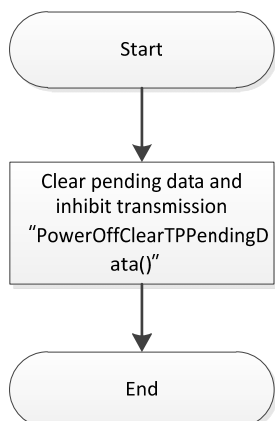 Start
Clear pending data and
inhibit transmission
“PowerOffClearTPPendingD
ata()”
End